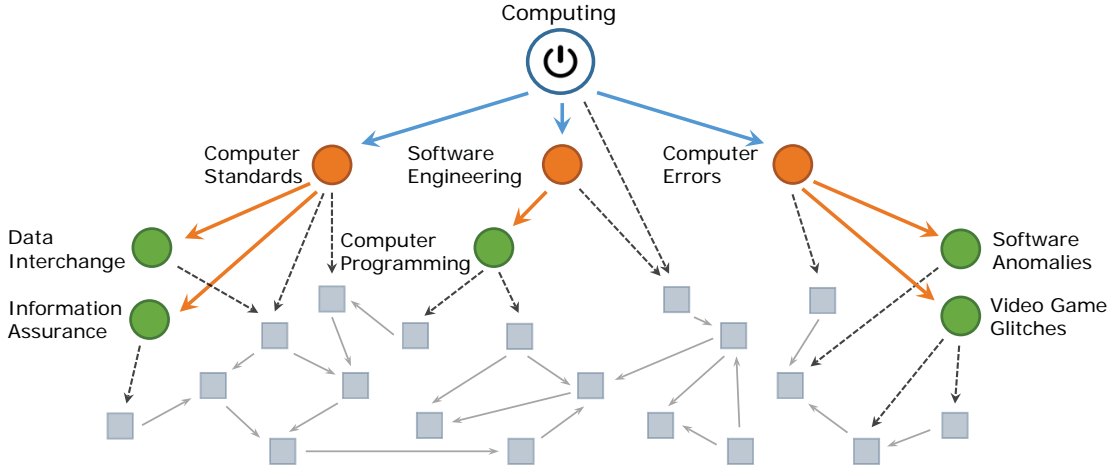 Computing
Computer
Standards
Software
Engineering
Computer
Errors
Data
Interchange
Computer
Programming
Software
Anomalies
Information
Assurance
Video Game
Glitches